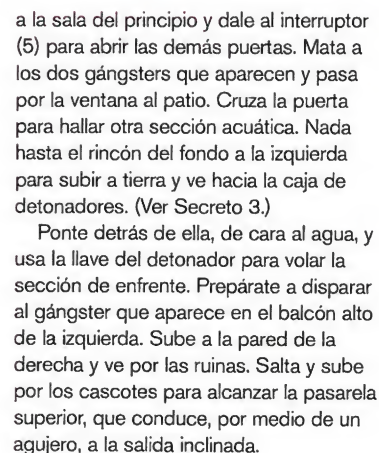 a la sala del principio y dale al interruptor
(5) para abrir las demás puertas. Mata a
los dos gángsters que aparecen y pasa
por la ventana al patio. Cruza la puerta
para hallar otra sección acuática. Nada
hasta el rincón del fondo a la izquierda
para subir a tierra y ve hacia la caja de
detonadores. (Ver Secreto 3.)
Ponte detrás de ella, de cara al agua, y
usa la llave del detonador para volar la
sección de enfrente. Prepárate a disparar
al gángster que aparece en el balcón alto
de la izquierda. Sube a la pared de la
derecha y ve por las ruinas. Salta y sube
por los cascotes para alcanzar la pasarela
superior, que conduce, por medio de un
agujero, a la salida inclinada.